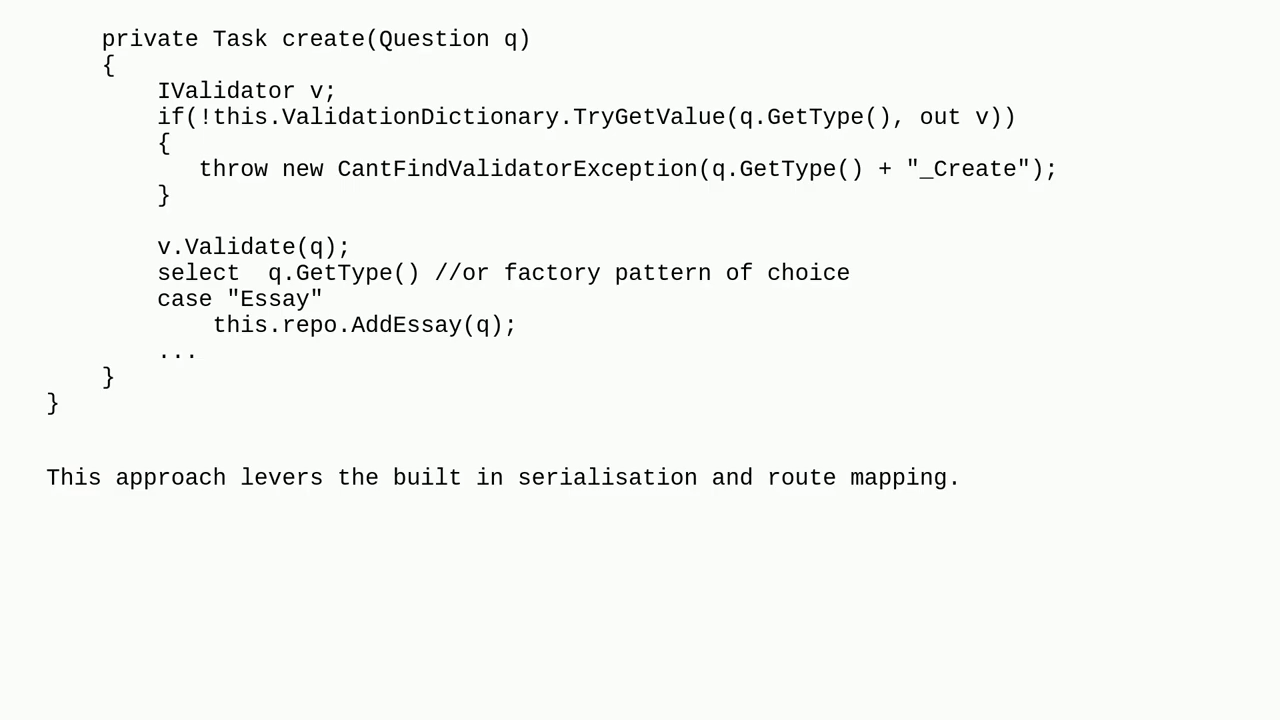 private Task create(Question q)
    {
        IValidator v;
        if(!this.ValidationDictionary.TryGetValue(q.GetType(), out v))
        {
           throw new CantFindValidatorException(q.GetType() + "_Create");
        }

        v.Validate(q);
        select  q.GetType() //or factory pattern of choice
        case "Essay"
            this.repo.AddEssay(q);
        ...
    }
}

This approach levers the built in serialisation and route mapping.